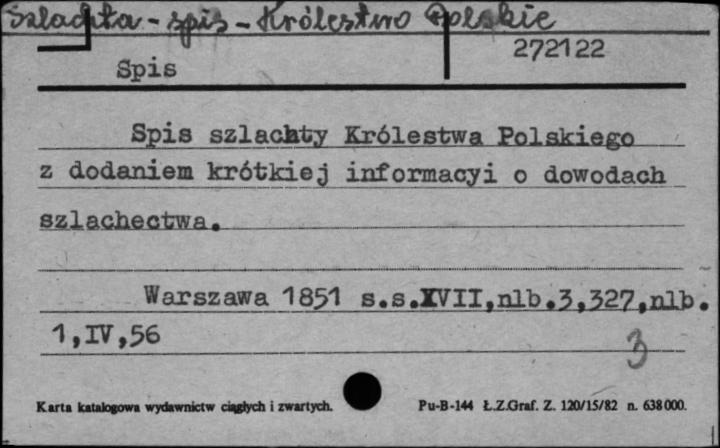 Szlachta - spis - Królestwo Polskie
272122
Spis
Spis szlachty Królestwa Polskiego
z dodaniem krótkiej informacyi o dowodach
szlachectwa.
Warszawa 1851 s.s.XVII,nlb.3,327,nlb.
1,IV,56
3
Karta katalogowa wydawnictw ciągłych i zwartych.
Pu-B-144 Ł.Z.Graf. Z. 120/15/82 n. 638000.